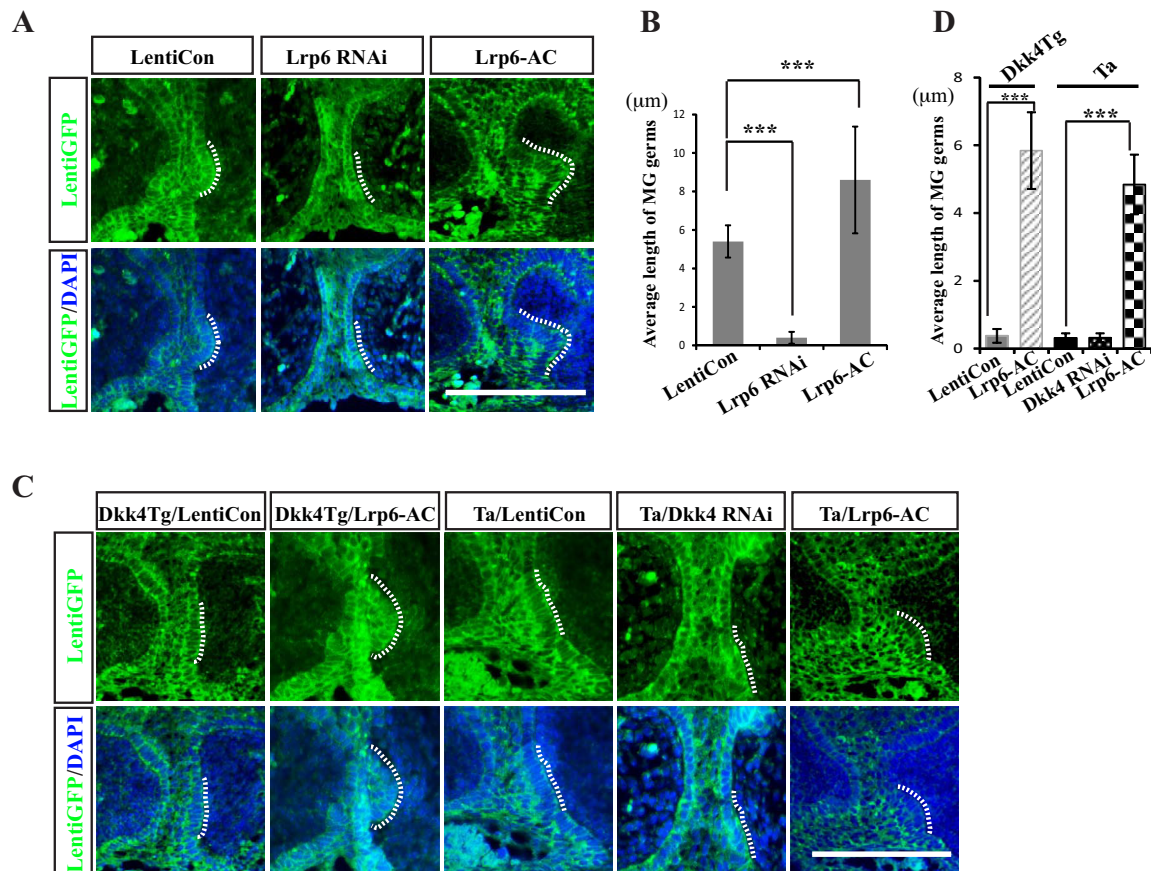 A
LentiCon
Lrp6 RNAi
Lrp6-AC
LentiGFP
LentiGFP/DAPI
B
(µm)
***
***
Average length of MG germs
12
10
8
6
4
2
0
LentiCon
Lrp6 RNAi
Lrp6-AC
D
Dkk4Tg
Ta
(µm)
***
***
Average length of MG germs
8
6
4
2
0
LentiCon
Lrp6-AC
LentiCon
Dkk4 RNAi
Lrp6-AC
C
Dkk4Tg/LentiCon
Dkk4Tg/Lrp6-AC
Ta/LentiCon
Ta/Dkk4 RNAi
Ta/Lrp6-AC
LentiGFP
LentiGFP/DAPI